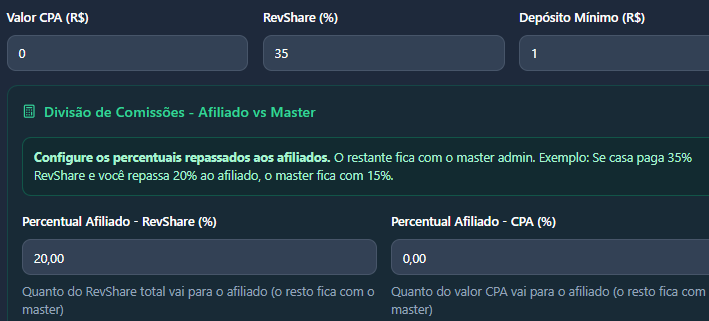 Valor CPA (R$) RevShare (%) Depósito Mínimo (R$)
0 35 1
Divisão de Comissões - Afiliado vs Master
Configure os percentuais repassados aos afiliados. O restante fica com o master admin. Exemplo: Se casa paga 35%
RevShare e você repassa 20% ao afiliado, o master fica com 15%.
Percentual Afiliado - RevShare (%) Percentual Afiliado - CPA (%)
20,00 0,00
Quanto do RevShare total vai para o afiliado (o resto fica com o
master)
Quanto do valor CPA vai para o afiliado (o resto fica com o
master)